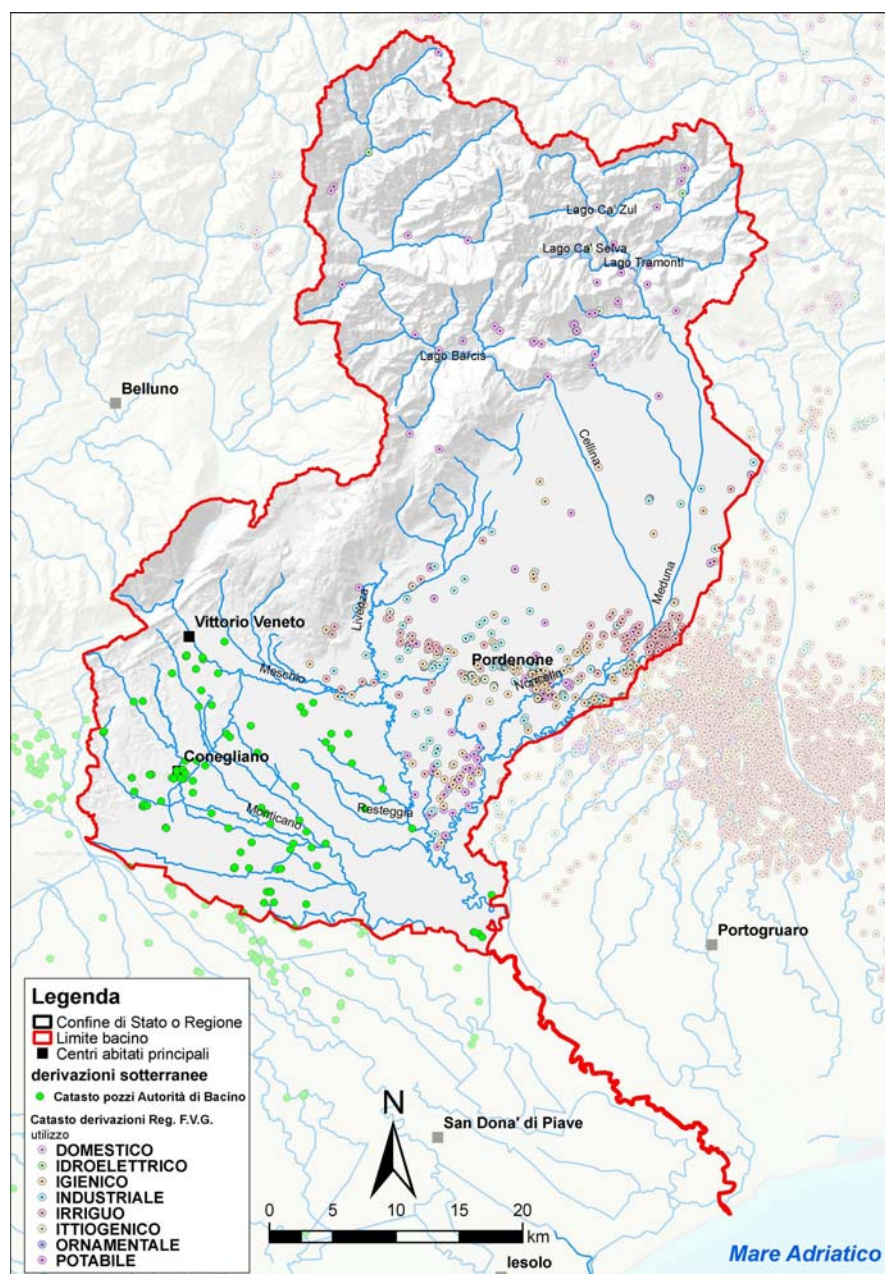 Lago Ca' Zul
Lago Ca' Selva
Lago Tramonti
Lago Barcis
Belluno
Cellina
Meduna
Livenza
Vittorio Veneto
Meschio
Pordenone
Noncello
Conegliano
Monticano
Resteggia
Portogruaro
Legenda
Confine di Stato o Regione
Limite bacino
Centri abitati principali
derivazioni sotterranee
Catasto pozzi Autorità di Bacino
Catasto derivazioni Reg. F.V.G.
utilizzo
DOMESTICO
IDROELETTRICO
IGIENICO
INDUSTRIALE
IRRIGUO
ITTIOGENICO
ORNAMENTALE
POTABILE
N
San Dona' di Piave
0 5 10 15 20
km
Iesolo
Mare Adriatico